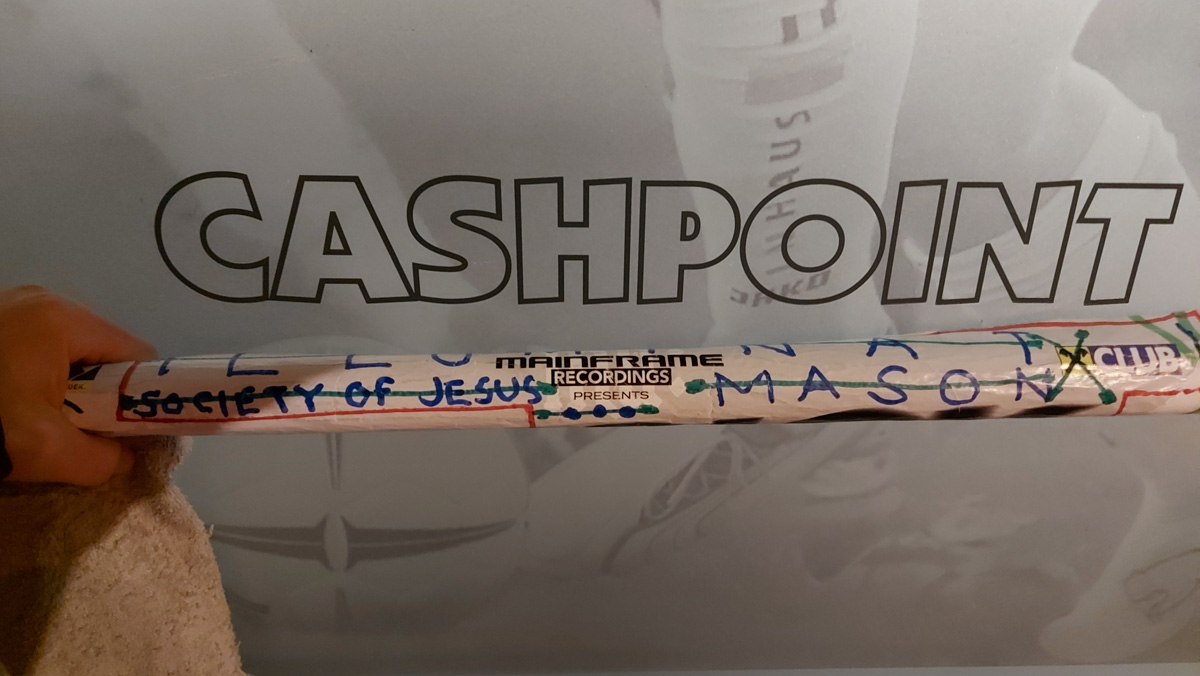 CASHPOINT
MAINFRAME
RECORDINGS
PRESENTS
SOCIETY OF JESUS
MASON
CLUB